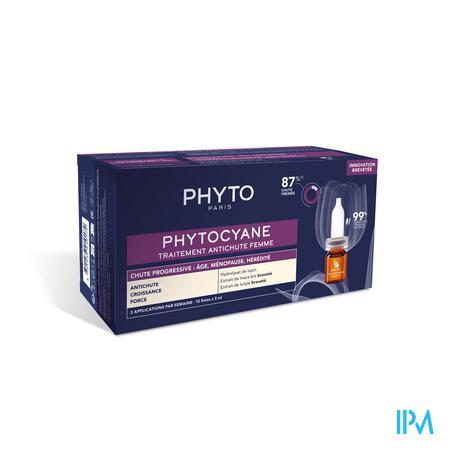 PHYTO
PARIS
87%
CHUTE
FREINÉE
INNOVATION
BREVETÉE
99%
PHYTOCYANE
TRAITEMENT ANTICHUTE FEMME
CHUTE PROGRESSIVE : ÂGE, MÉNOPAUSE, HÉRÉDITÉ
ANTICHUTE
CROISSANCE
FORCE
Hydrolysat de lupin
Extrait de maca bio breveté
Extrait de tulipe breveté
3 APPLICATIONS PAR SEMAINE - 12 fioles x 5 ml
IPM